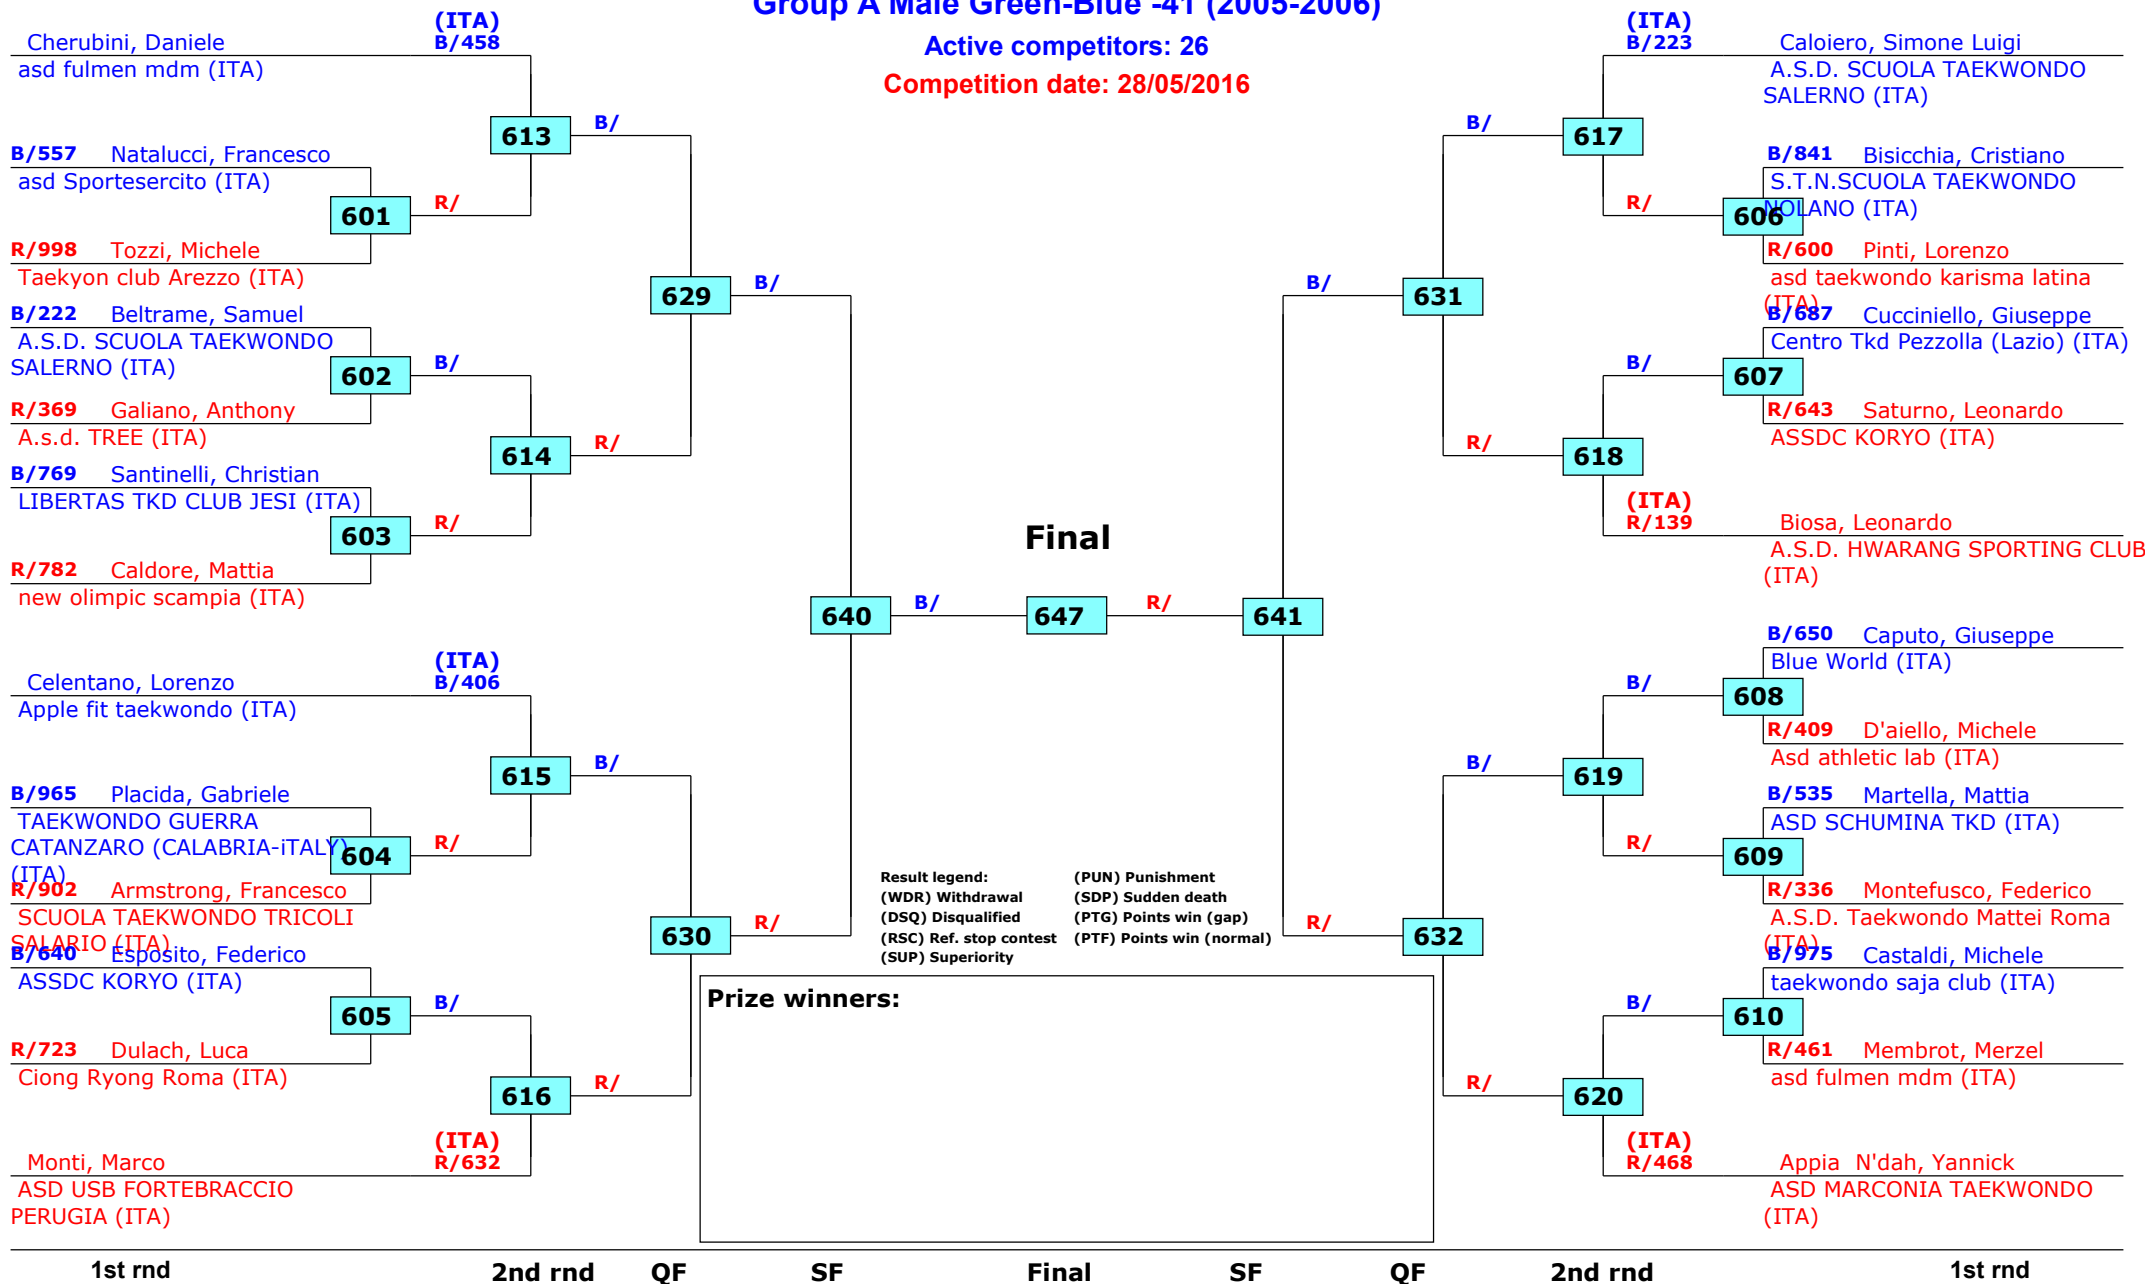 Group A Male Green-Blue -41 (2005-2006)
Active competitors: 26
Competition date: 28/05/2016
(ITA)
Cherubini, Daniele B/458
asd fulmen mdm (ITA)
613
B/
B/557 Natalucci, Francesco
asd Sportesercito (ITA)
601
R/
R/998 Tozzi, Michele
Taekyon club Arezzo (ITA)
629
B/
B/222 Beltrame, Samuel
A.S.D. SCUOLA TAEKWONDO
SALERNO (ITA)
602
B/
R/369 Galiano, Anthony
A.s.d. TREE (ITA)
614
R/
B/769 Santinelli, Christian
LIBERTAS TKD CLUB JESI (ITA)
603
R/
R/782 Caldore, Mattia
new olimpic scampia (ITA)
640
B/
(ITA)
Celentano, Lorenzo B/406
Apple fit taekwondo (ITA)
615
B/
B/965 Placida, Gabriele
TAEKWONDO GUERRA
CATANZARO (CALABRIA-iTALY)
(ITA)
604
R/
R/902 Armstrong, Francesco
SCUOLA TAEKWONDO TRICOLI
SALARIO (ITA)
630
R/
B/640 Esposito, Federico
ASSDC KORYO (ITA)
605
B/
R/723 Dulach, Luca
Ciong Ryong Roma (ITA)
616
R/
(ITA)
Monti, Marco R/632
ASD USB FORTEBRACCIO
PERUGIA (ITA)
Final
647
R/
641
(ITA)
B/223 Caloiero, Simone Luigi
A.S.D. SCUOLA TAEKWONDO
SALERNO (ITA)
B/
617
B/841 Bisicchia, Cristiano
S.T.N.SCUOLA TAEKWONDO
NOLANO (ITA)
R/
606
R/600 Pinti, Lorenzo
asd taekwondo karisma latina
(ITA)
B/
631
B/687 Cucciniello, Giuseppe
Centro Tkd Pezzolla (Lazio) (ITA)
B/
607
R/643 Saturno, Leonardo
ASSDC KORYO (ITA)
R/
618
(ITA)
R/139 Biosa, Leonardo
A.S.D. HWARANG SPORTING CLUB
(ITA)
B/650 Caputo, Giuseppe
Blue World (ITA)
B/
608
R/409 D'aiello, Michele
Asd athletic lab (ITA)
B/
619
B/535 Martella, Mattia
ASD SCHUMINA TKD (ITA)
R/
609
R/336 Montefusco, Federico
A.S.D. Taekwondo Mattei Roma
(ITA)
R/
632
B/975 Castaldi, Michele
taekwondo saja club (ITA)
B/
610
R/461 Membrot, Merzel
asd fulmen mdm (ITA)
R/
620
(ITA)
R/468 Appia N'dah, Yannick
ASD MARCONIA TAEKWONDO
(ITA)
Result legend: (PUN) Punishment
(WDR) Withdrawal (SDP) Sudden death
(DSQ) Disqualified (PTG) Points win (gap)
(RSC) Ref. stop contest (PTF) Points win (normal)
(SUP) Superiority
Prize winners:
1st rnd 2nd rnd QF SF Final SF QF 2nd rnd 1st rnd